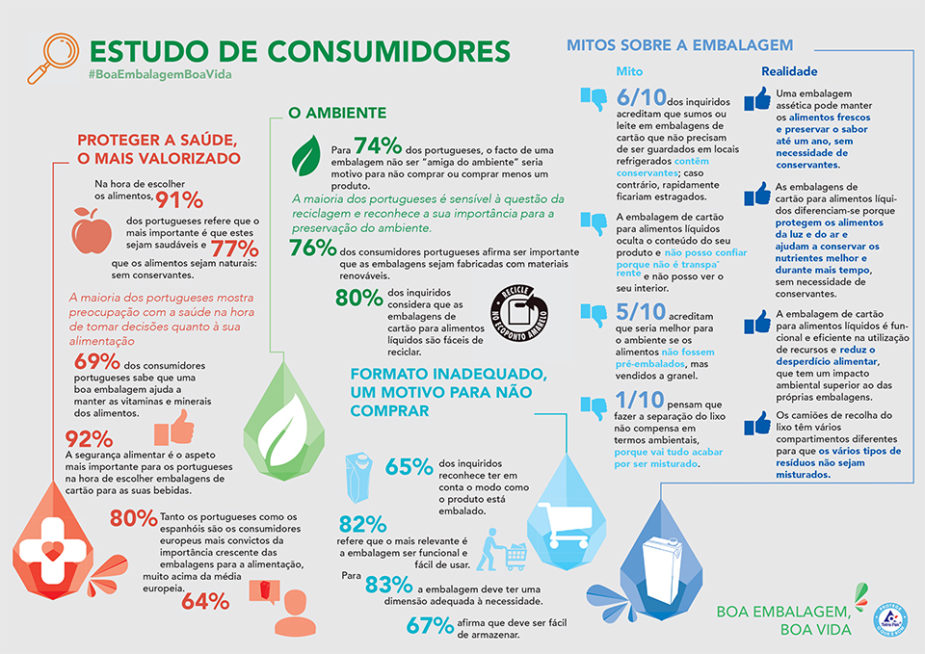 ESTUDO DE CONSUMIDORES
#BoaEmbalagemBoaVida
PROTEGER A SAÚDE,
O MAIS VALORIZADO
Na hora de escolher
os alimentos, 91%
dos portugueses refere que o
mais importante é que estes
sejam saudáveis e 77%
que os alimentos sejam naturais:
sem conservantes.
A maioria dos portugueses mostra
preocupação com a saúde na hora
de tomar decisões quanto à sua
alimentação
69% dos consumidores
portugueses sabe que uma
boa embalagem ajuda a
manter as vitaminas e minerais
dos alimentos.
92%
A segurança alimentar é o aspeto
mais importante para os portugueses
na hora de escolher embalagens de
cartão para as suas bebidas.
80% Tanto os portugueses como os
espanhóis são os consumidores
europeus mais convictos da
importância crescente das
embalagens para a alimentação,
muito acima da média
europeia.
64%
O AMBIENTE
Para 74% dos portugueses, o facto de uma
embalagem não ser "amiga do ambiente" seria
motivo para não comprar ou comprar menos um
produto.
A maioria dos portugueses é sensível à questão da
reciclagem e reconhece a sua importância para a
preservação do ambiente.
76% dos consumidores portugueses afirma ser importante
que as embalagens sejam fabricadas com materiais
renováveis.
80% dos inquiridos
considera que as
embalagens de
cartão para alimentos
líquidos são fáceis de
reciclar.
RECICLE
NO ECOPONTO AMARELO
FORMATO INADEQUADO,
UM MOTIVO PARA NÃO
COMPRAR
65% dos inquiridos
reconhece ter em
conta o modo como
o produto está
embalado.
82%
refere que o mais relevante é
a embalagem ser funcional e
fácil de usar.
Para 83% a embalagem deve ter uma
dimensão adequada à necessidade.
67% afirma que deve ser fácil
de armazenar.
MITOS SOBRE A EMBALAGEM
Mito
6/10 dos inquiridos
acreditam que sumos ou
leite em embalagens de
cartão que não precisam
de ser guardados em locais
refrigerados contêm
conservantes; caso
contrário, rapidamente
ficariam estragados.
A embalagem de cartão
para alimentos líquidos
oculta o conteúdo do seu
produto e não posso confiar
porque não é transpa-
rente e não posso ver o
seu interior.
5/10 acreditam
que seria melhor para
o ambiente se os
alimentos não fossem
pré-embalados, mas
vendidos a granel.
1/10 pensam que
fazer a separação do lixo
não compensa em
termos ambientais,
porque vai tudo acabar
por ser misturado.
Realidade
Uma embalagem
assética pode manter
os alimentos frescos
e preservar o sabor
até um ano, sem
necessidade de
conservantes.
As embalagens de
cartão para alimentos líqui-
dos diferenciam-se porque
protegem os alimentos
da luz e do ar e
ajudam a conservar os
nutrientes melhor e
durante mais tempo,
sem necessidade de
conservantes.
A embalagem de cartão
para alimentos líquidos é fun-
cional e eficiente na utilização
de recursos e reduz o
desperdício alimentar,
que tem um impacto
ambiental superior ao das
próprias embalagens.
Os camiões de recolha do
lixo têm vários
compartimentos diferentes
para que os vários tipos de
resíduos não sejam
misturados.
BOA EMBALAGEM,
BOA VIDA
Tetra Pak